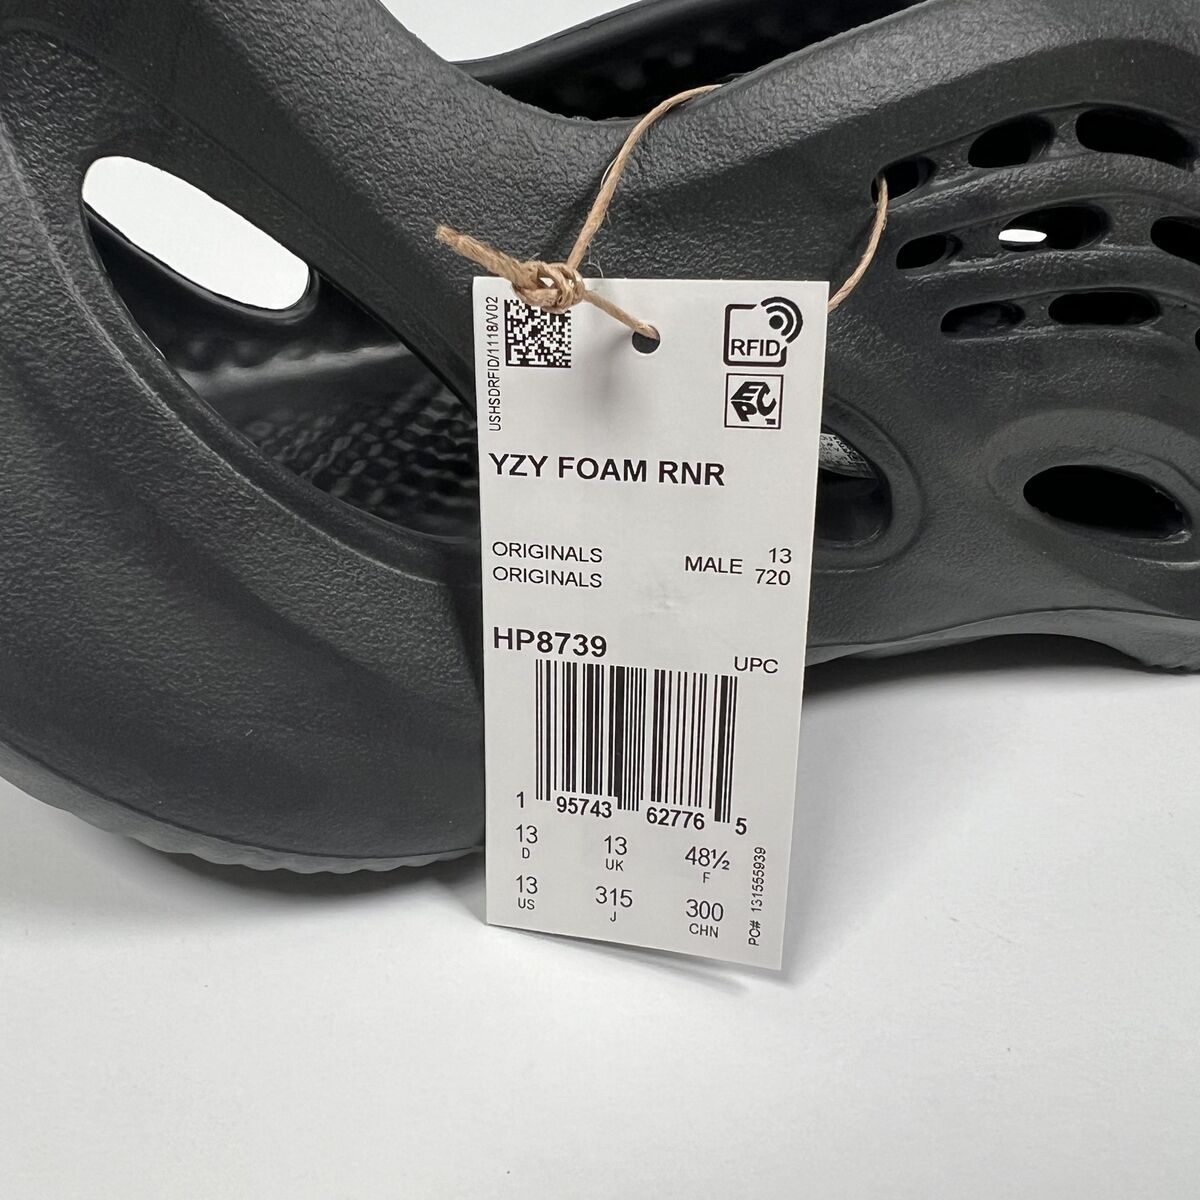 USHSDRFID/1118/V02
RFID
EPC
YZY FOAM RNR
ORIGINALS MALE 13
ORIGINALS 720
HP8739
UPC
1 95743 62776 5
13 13 48½
D UK F
13 315 300
US J CHN
PO# 131555939